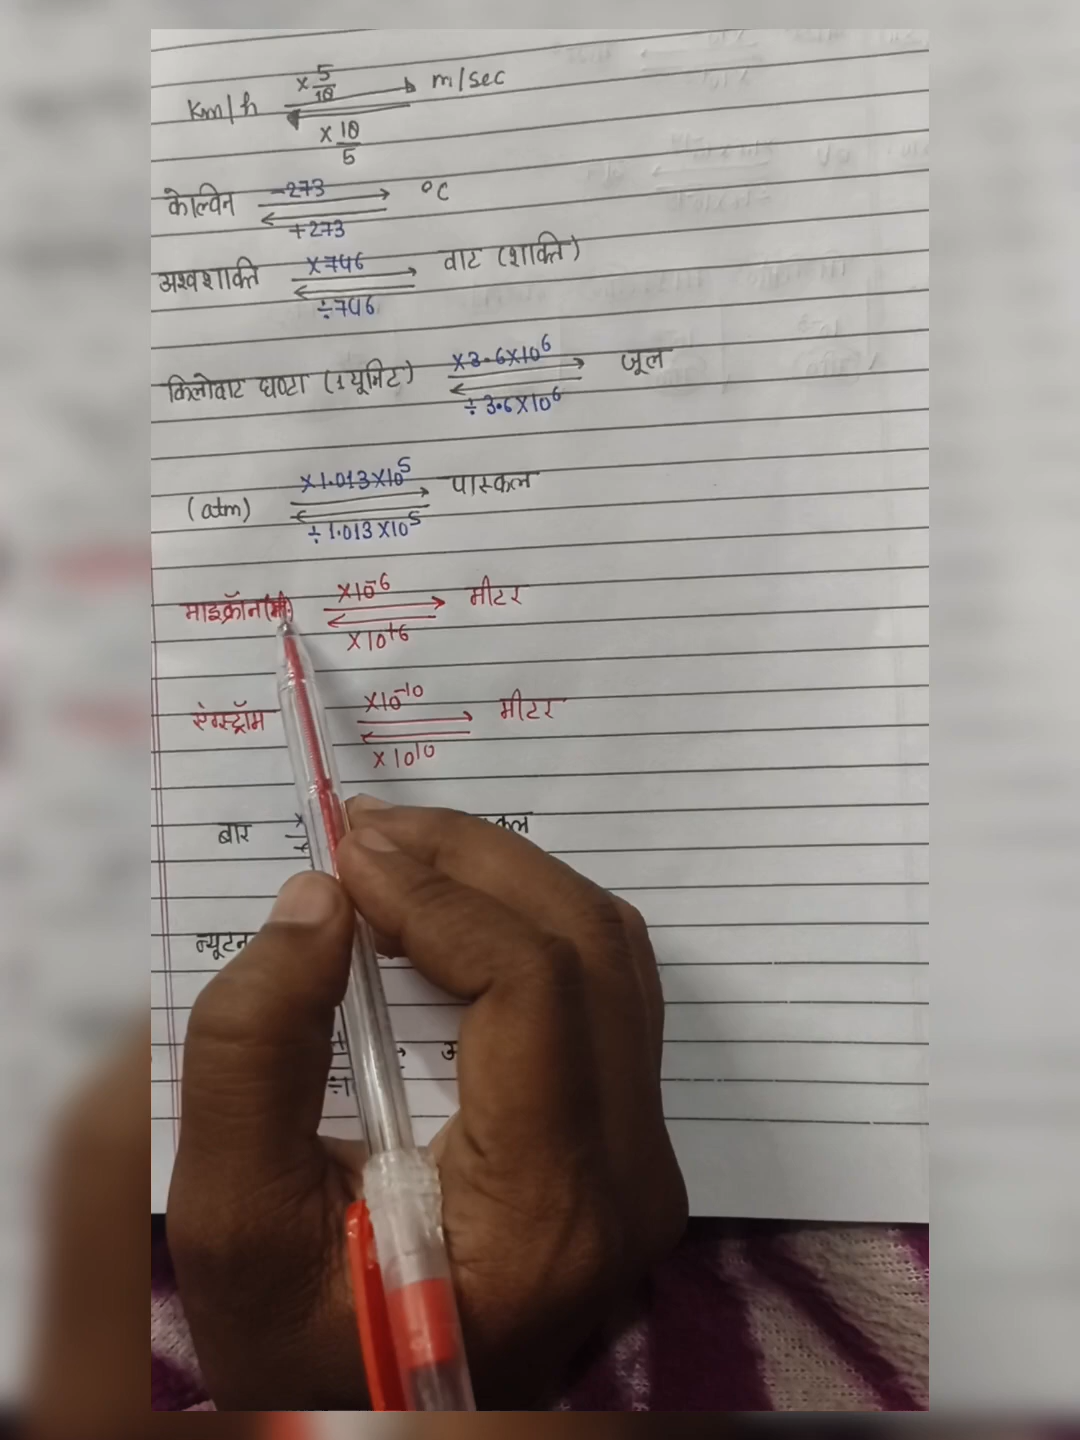 Km/h ×5/18 m/sec
×18/5
केल्विन -273 °C
+273
अश्वशक्ति ×746 वाट (शक्ति)
÷746
किलोवाट घण्टा (1 यूनिट) ×3.6×10⁶ जूल
÷3.6×10⁶
(atm) ×1.013×10⁵ पास्कल
÷1.013×10⁵
माइक्रॉन ×10⁻⁶ मीटर
×10⁺⁶
एंग्स्ट्रॉम ×10⁻¹⁰ मीटर
×10¹⁰
बार
न्यूटन